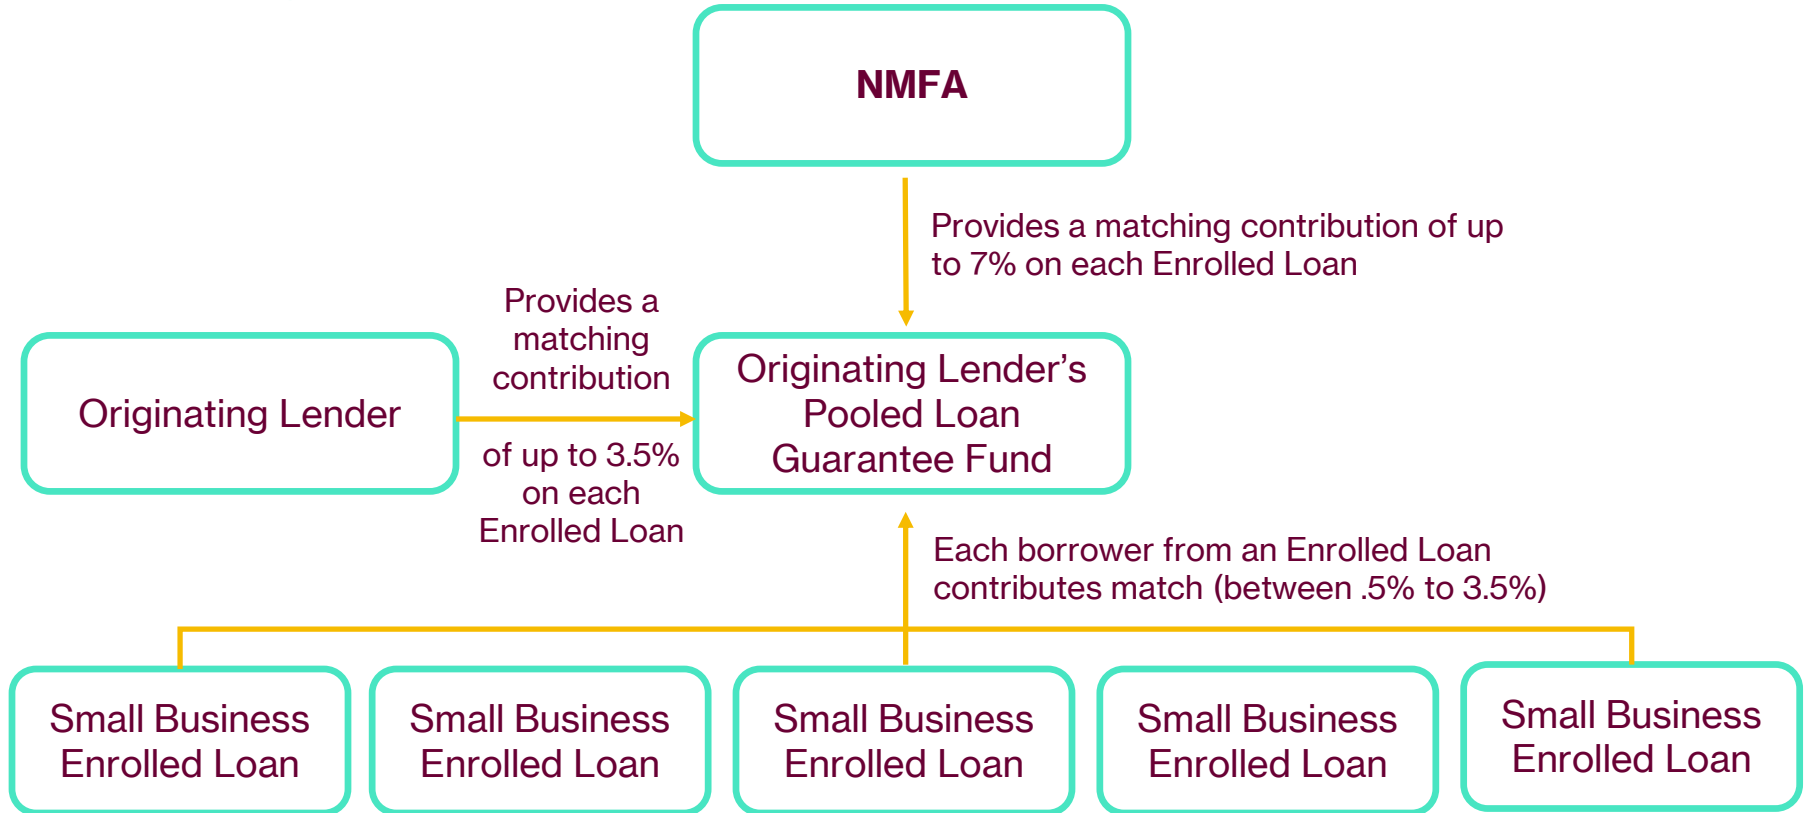 NMFA
Provides a matching contribution of up
to 7% on each Enrolled Loan
Provides a
matching
contribution
of up to 3.5%
on each
Enrolled Loan
Originating Lender
Originating Lender’s
Pooled Loan
Guarantee Fund
Each borrower from an Enrolled Loan
contributes match (between .5% to 3.5%)
Small Business
Enrolled Loan
Small Business
Enrolled Loan
Small Business
Enrolled Loan
Small Business
Enrolled Loan
Small Business
Enrolled Loan